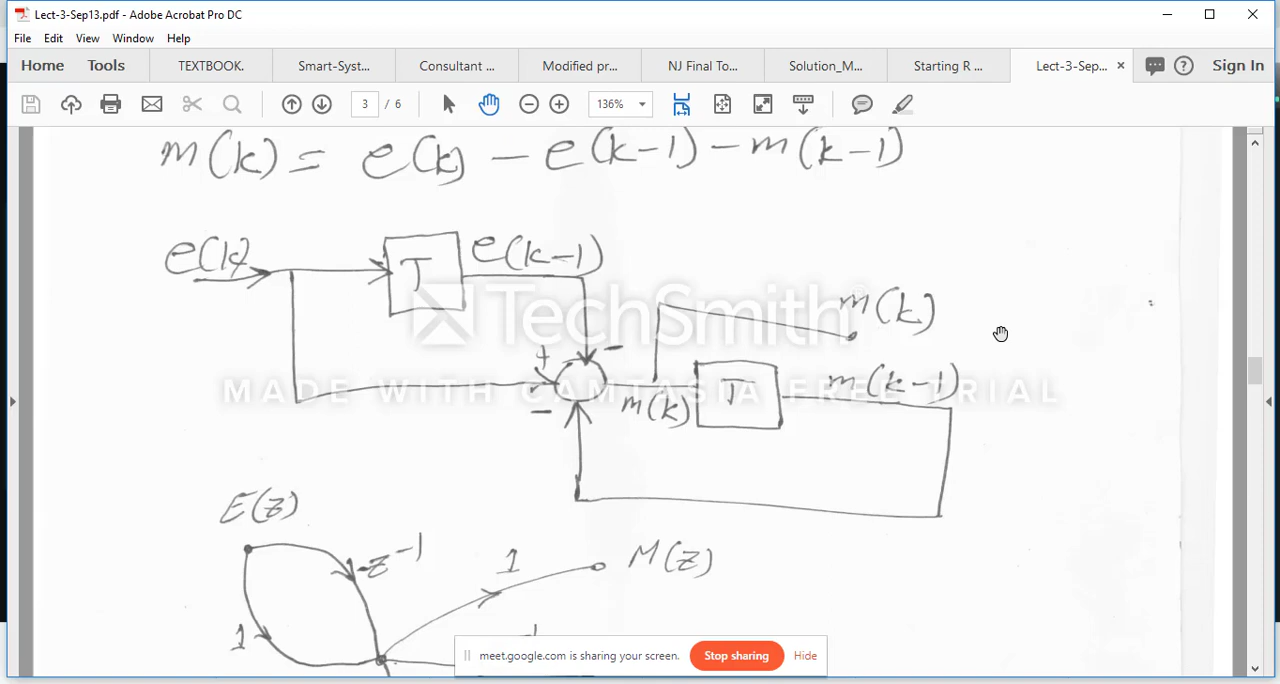 Lect-3-Sep13.pdf - Adobe Acrobat Pro DC
File Edit View Window Help
Home Tools TEXTBOOK. Smart-Syst... Consultant ... Modified pr... NJ Final To... Solution_M... Starting R ... Lect-3-Sep... × Sign In
3 / 6 136%
m(k) = e(k) - e(k-1) - m(k-1)
e(k) T e(k-1)
m(k)
TechSmith®
+ -
MADE WITH CAMTASIA FREE TRIAL
- m(k) T m(k-1)
E(z)
-z^-1 1 M(z)
1
meet.google.com is sharing your screen. Stop sharing Hide